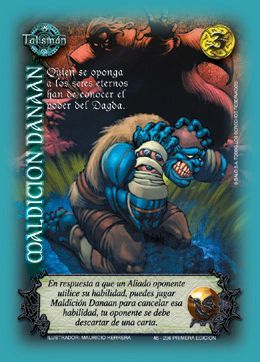 Talismán
3
MALDICION DANAAN
Quien se oponga
a los seres eternos
han de conocer el
poder del Dagda.
En respuesta a que un Aliado oponente
utilice su habilidad, puedes jugar
Maldición Danaan para cancelar esa
habilidad, tu oponente se debe
descartar de una carta.
ILUSTRADOR: MAURICIO HERRERA
PRIMERA EDICION